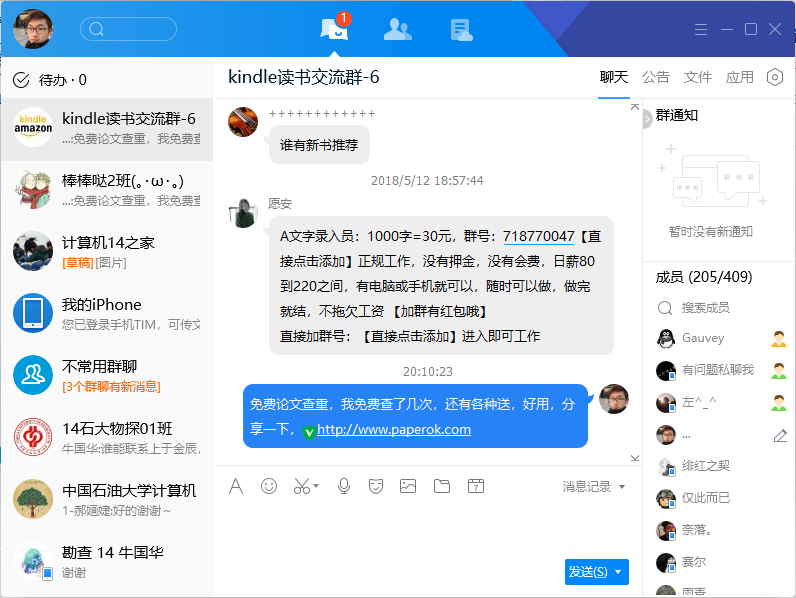 1
待办 · 0
kindle
amazon
kindle读书交流群-6
...:免费论文查重，我免费查
棒棒哒2班(｡･ω･｡)
...:免费论文查重，我免费查
计算机14之家
[草稿][图片]
我的iPhone
您已登录手机TIM，可传文
不常用群聊
[3个群聊有新消息]
14石大物探01班
牛国华:谁能联系上于金辰,
中国石油大学计算机
1-郝婳婕:好的谢谢～
勘查 14 牛国华
谢谢
kindle读书交流群-6
聊天 公告 文件 应用
++++++++++++
谁有新书推荐
2018/5/12 18:57:44
愿安
A文字录入员：1000字=30元，群号：718770047【直
接点击添加】正规工作，没有押金，没有会费，日薪80
到220之间，有电脑或手机就可以，随时可以做，做完
就结，不拖欠工资 【加群有红包哦】
直接加群号：【直接点击添加】进入即可工作
20:10:23
免费论文查重，我免费查了几次，还有各种送，好用，分
享一下，http://www.paperok.com
消息记录
发送(S)
群通知
暂时没有新通知
成员 (205/409)
搜索成员
Gauvey
有问题私聊我
左^_^
...
绯红之契
仅此而已
奈落。
赛尔
雨青